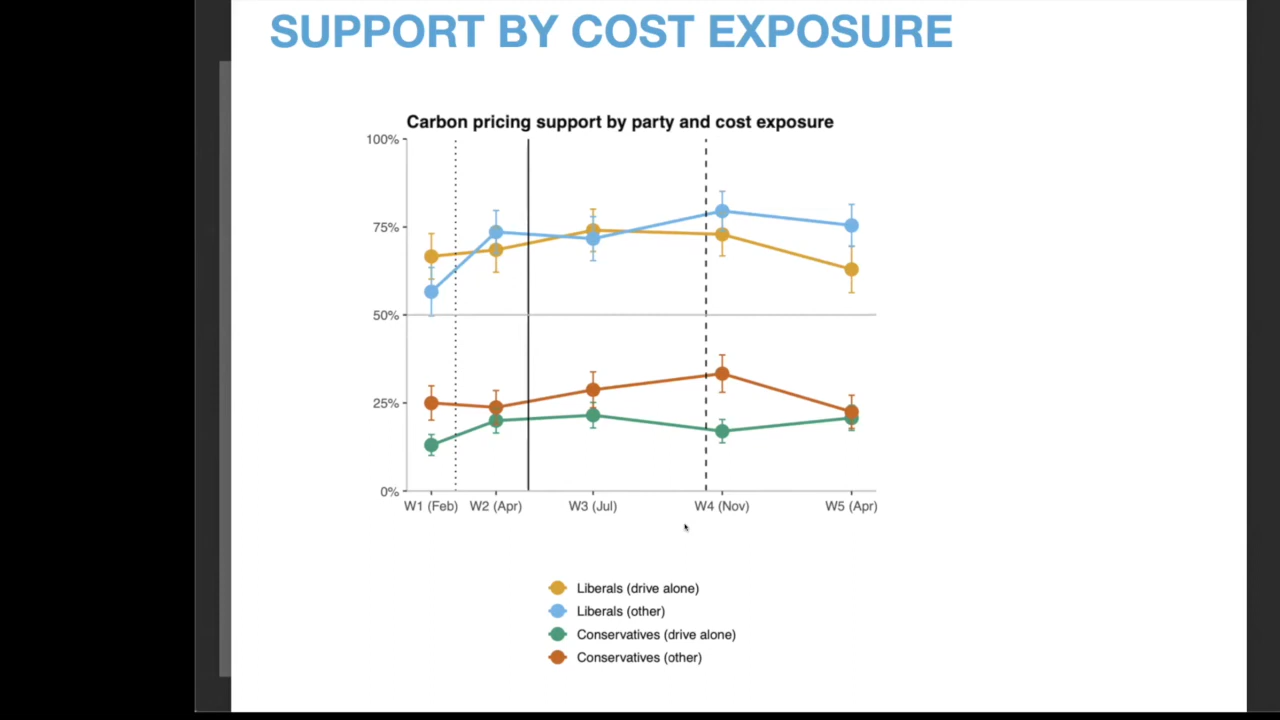 SUPPORT BY COST EXPOSURE
Carbon pricing support by party and cost exposure
100%
75%
50%
25%
0%
W1 (Feb) W2 (Apr) W3 (Jul) W4 (Nov) W5 (Apr)
Liberals (drive alone)
Liberals (other)
Conservatives (drive alone)
Conservatives (other)